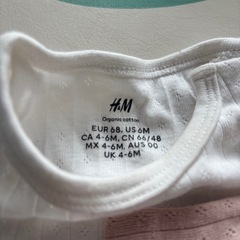 H&M
Organic cotton
EUR 68, US 6M
CA 4-6M, CN 66/48
MX 4-6M, AUS 00
UK 4-6M